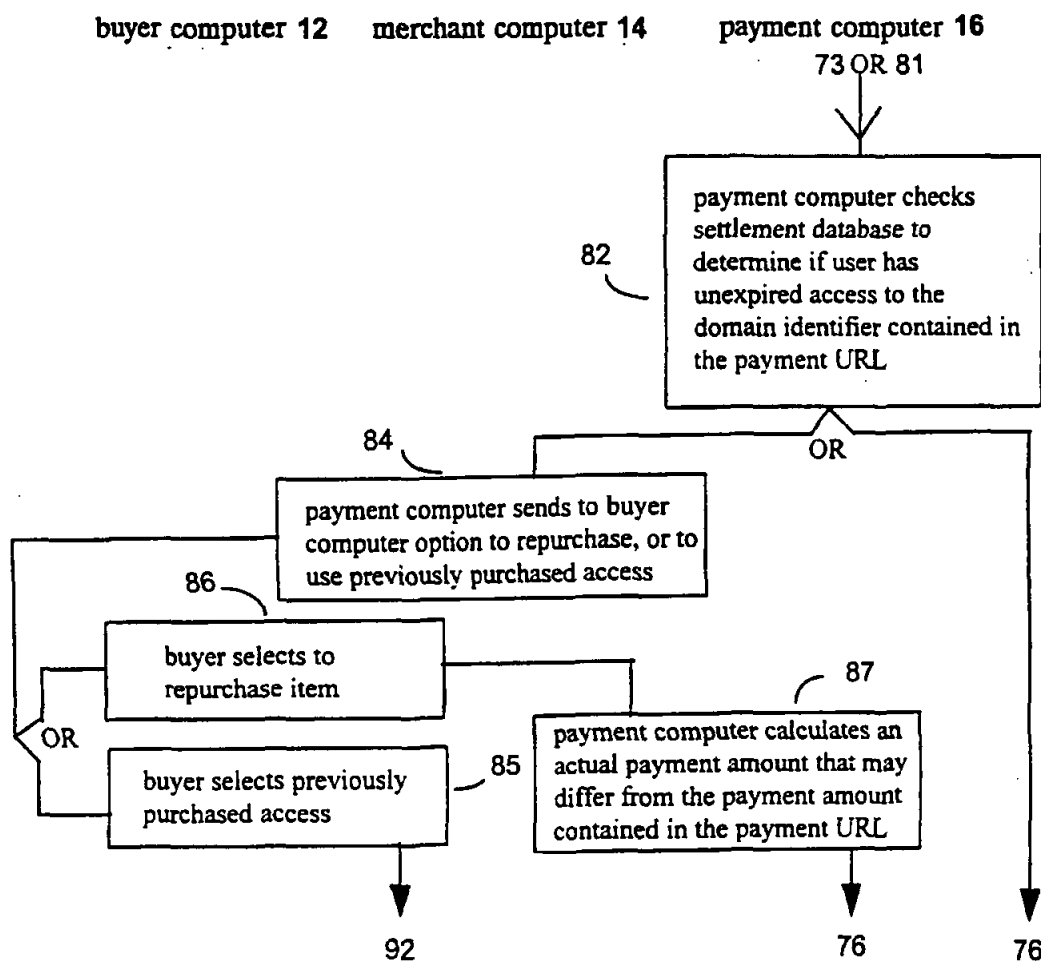 buyer computer 12 merchant computer 14 payment computer 16
73 OR 81
payment computer checks
settlement database to
determine if user has
unexpired access to the
domain identifier contained in
the payment URL
82
OR
84
payment computer sends to buyer
computer option to repurchase, or to
use previously purchased access
86
buyer selects to
repurchase item
87
payment computer calculates an
actual payment amount that may
differ from the payment amount
contained in the payment URL
OR
buyer selects previously
purchased access
85
92
76
76